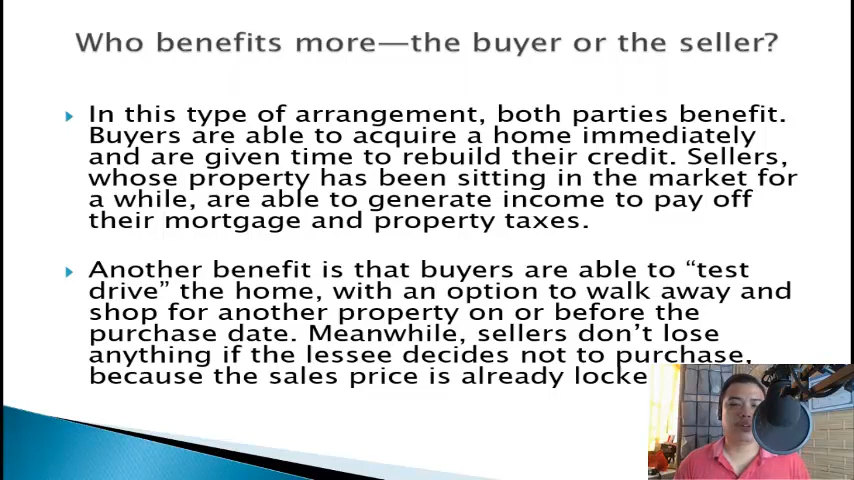 Who benefits more—the buyer or the seller?
In this type of arrangement, both parties benefit.
Buyers are able to acquire a home immediately
and are given time to rebuild their credit. Sellers,
whose property has been sitting in the market for
a while, are able to generate income to pay off
their mortgage and property taxes.
Another benefit is that buyers are able to “test
drive” the home, with an option to walk away and
shop for another property on or before the
purchase date. Meanwhile, sellers don’t lose
anything if the lessee decides not to purchase,
because the sales price is already locke